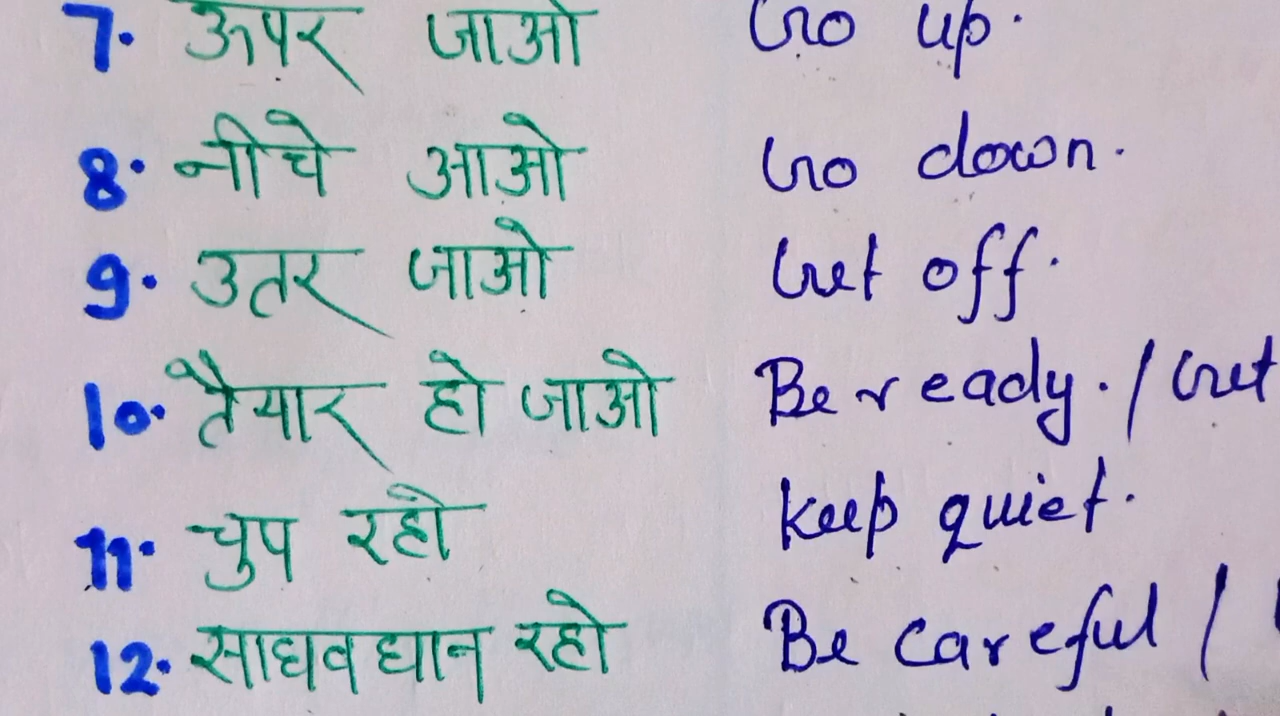 7. ऊपर जाओ Go up.
8. नीचे आओ Go down.
9. उतर जाओ Get off.
10. तैयार हो जाओ Be ready. / Get
11. चुप रहो Keep quiet.
12. साधवधान रहो Be careful /